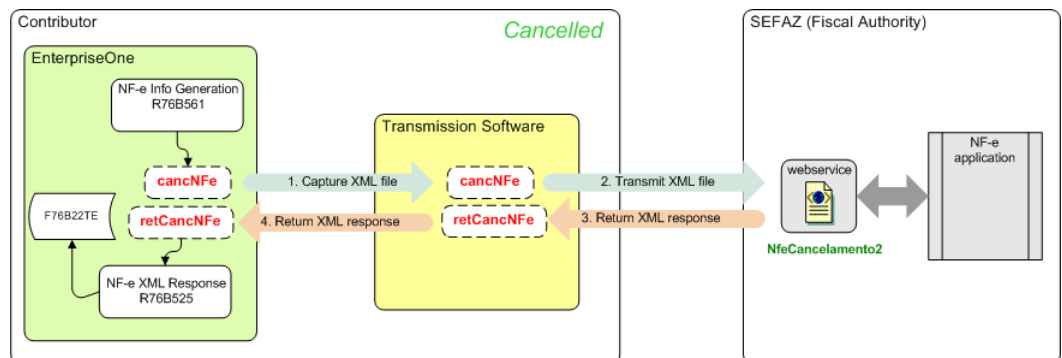 Contributor
Cancelled
SEFAZ (Fiscal Authority)
EnterpriseOne
NF-e Info Generation
R76B561
Transmission Software
NF-e
application
webservice
cancNFe
1. Capture XML file
cancNFe
2. Transmit XML file
F76B22TE
retCancNFe
4. Return XML response
retCancNFe
3. Return XML response
NfeCancelamento2
NF-e XML Response
R76B525